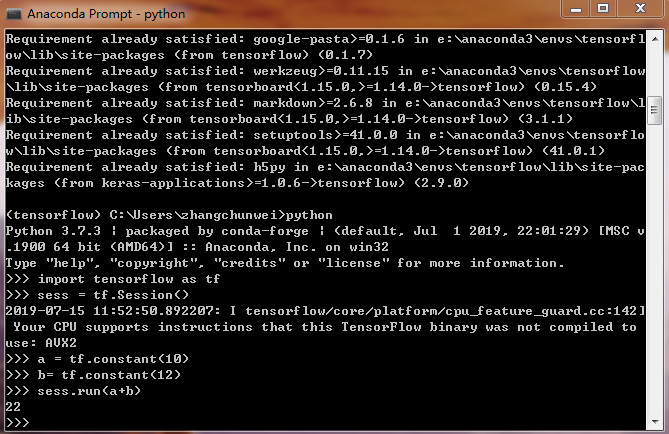 Anaconda Prompt - python
Requirement already satisfied: google-pasta>=0.1.6 in e:\anaconda3\envs\tensorfl
ow\lib\site-packages (from tensorflow) (0.1.7)
Requirement already satisfied: werkzeug>=0.11.15 in e:\anaconda3\envs\tensorflow
\lib\site-packages (from tensorboard<1.15.0,>=1.14.0->tensorflow) (0.15.4)
Requirement already satisfied: markdown>=2.6.8 in e:\anaconda3\envs\tensorflow\l
ib\site-packages (from tensorboard<1.15.0,>=1.14.0->tensorflow) (3.1.1)
Requirement already satisfied: setuptools>=41.0.0 in e:\anaconda3\envs\tensorflo
w\lib\site-packages (from tensorboard<1.15.0,>=1.14.0->tensorflow) (41.0.1)
Requirement already satisfied: h5py in e:\anaconda3\envs\tensorflow\lib\site-pac
kages (from keras-applications>=1.0.6->tensorflow) (2.9.0)
(tensorflow) C:\Users\zhangchunwei>python
Python 3.7.3 | packaged by conda-forge | (default, Jul  1 2019, 22:01:29) [MSC v
.1900 64 bit (AMD64)] :: Anaconda, Inc. on win32
Type "help", "copyright", "credits" or "license" for more information.
>>> import tensorflow as tf
>>> sess = tf.Session()
2019-07-15 11:52:50.892207: I tensorflow/core/platform/cpu_feature_guard.cc:142]
 Your CPU supports instructions that this TensorFlow binary was not compiled to
use: AVX2
>>> a = tf.constant(10)
>>> b= tf.constant(12)
>>> sess.run(a+b)
22
>>>